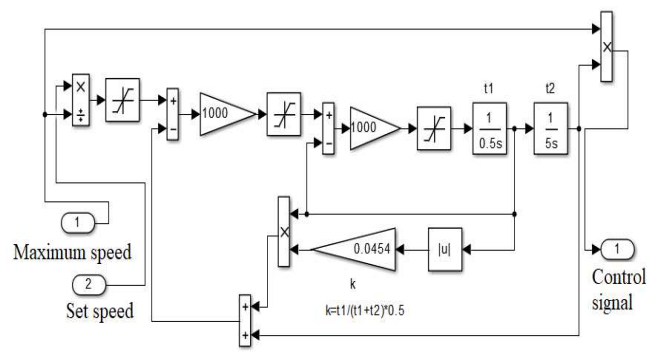 ×
÷
+
−
1000
+
−
1000
t1
1
0.5s
t2
1
5s
×
1
Maximum speed
2
Set speed
×
0.0454
|u|
k
k=t1/(t1+t2)*0.5
+
+
1
Control
signal